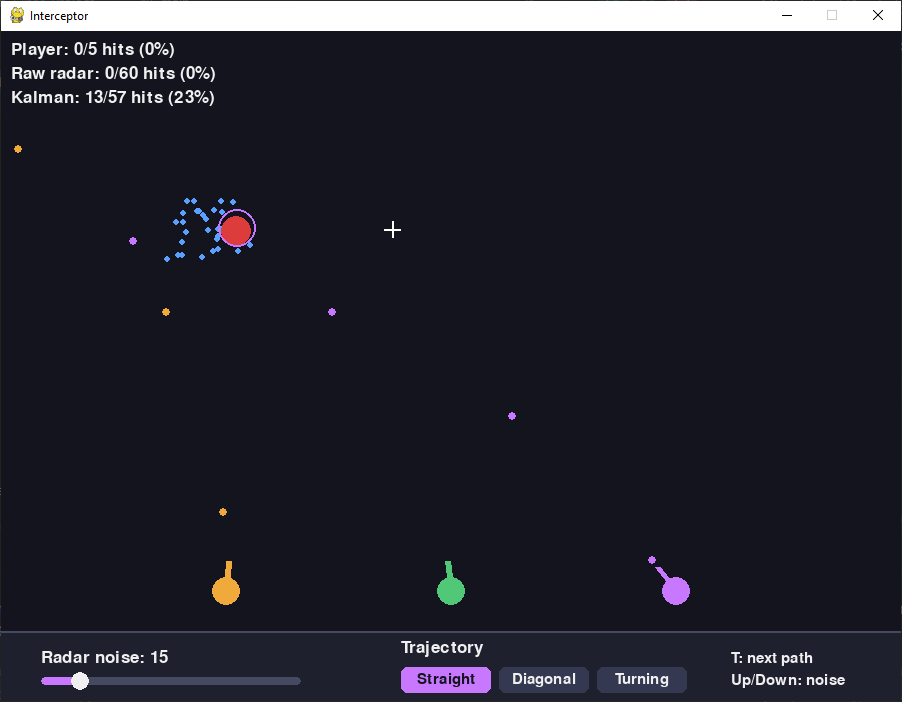 Interceptor
Player: 0/5 hits (0%)
Raw radar: 0/60 hits (0%)
Kalman: 13/57 hits (23%)
Radar noise: 15
Trajectory
Straight
Diagonal
Turning
T: next path
Up/Down: noise